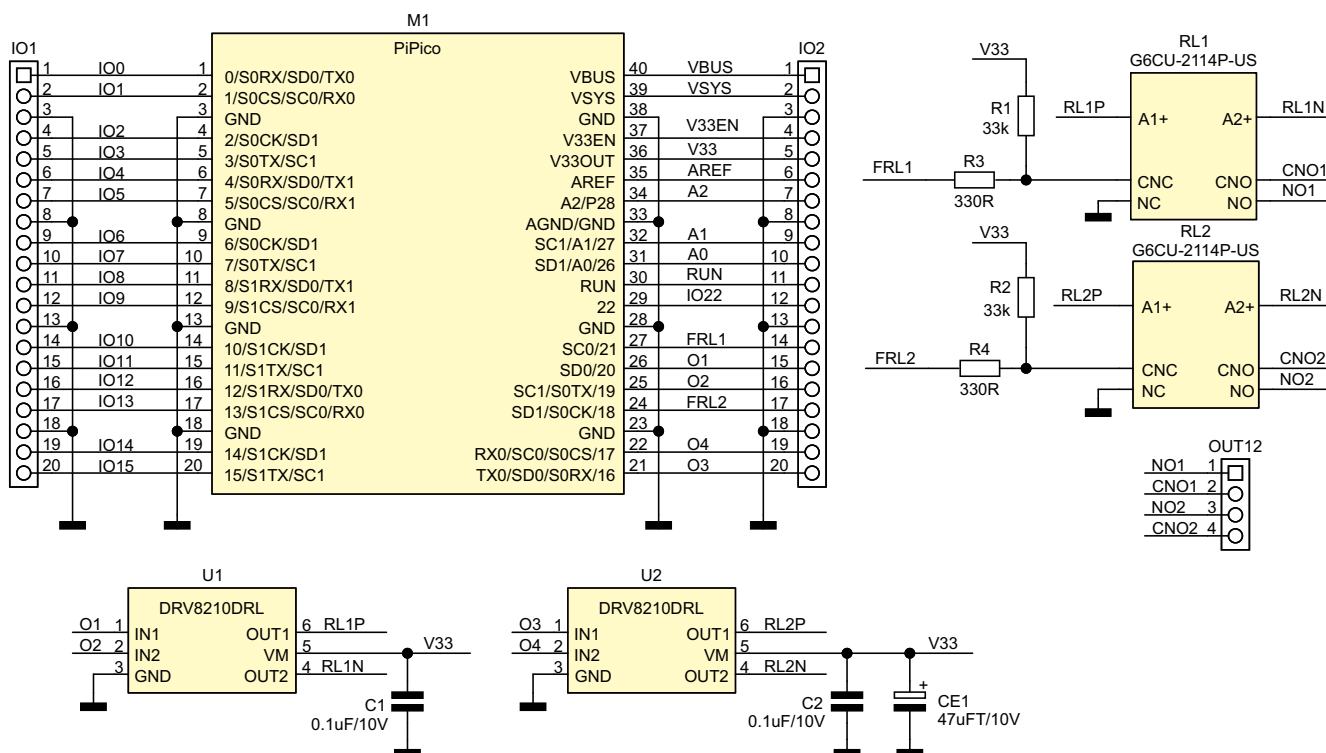 M1
PiPico
IO1
IO2
1 IO0 1 0/S0RX/SD0/TX0 VBUS 40 VBUS 1
2 IO1 2 1/S0CS/SC0/RX0 VSYS 39 VSYS 2
3 3 GND GND 38 3
4 IO2 4 2/S0CK/SD1 V33EN 37 V33EN 4
5 IO3 5 3/S0TX/SC1 V33OUT 36 V33 5
6 IO4 6 4/S0RX/SD0/TX1 AREF 35 AREF 6
7 IO5 7 5/S0CS/SC0/RX1 A2/P28 34 A2 7
8 8 GND AGND/GND 33 8
9 IO6 9 6/S0CK/SD1 SC1/A1/27 32 A1 9
10 IO7 10 7/S0TX/SC1 SD1/A0/26 31 A0 10
11 IO8 11 8/S1RX/SD0/TX1 RUN 30 RUN 11
12 IO9 12 9/S1CS/SC0/RX1 22 29 IO22 12
13 13 GND GND 28 13
14 IO10 14 10/S1CK/SD1 SC0/21 27 FRL1 14
15 IO11 15 11/S1TX/SC1 SD0/20 26 O1 15
16 IO12 16 12/S1RX/SD0/TX0 SC1/S0TX/19 25 O2 16
17 IO13 17 13/S1CS/SC0/RX0 SD1/S0CK/18 24 FRL2 17
18 18 GND GND 23 18
19 IO14 19 14/S1CK/SD1 RX0/SC0/S0CS/17 22 O4 19
20 IO15 20 15/S1TX/SC1 TX0/SD0/S0RX/16 21 O3 20
RL1
G6CU-2114P-US
V33
R1
33k
RL1P A1+ A2+ RL1N
FRL1 R3 330R
CNC CNO CNO1
NC NO NO1
RL2
G6CU-2114P-US
V33
R2
33k
RL2P A1+ A2+ RL2N
FRL2 R4 330R
CNC CNO CNO2
NC NO NO2
OUT12
NO1 1
CNO1 2
NO2 3
CNO2 4
U1
DRV8210DRL
O1 1 IN1 OUT1 6 RL1P
O2 2 IN2 VM 5 V33
3 GND OUT2 4 RL1N
C1
0.1uF/10V
U2
DRV8210DRL
O3 1 IN1 OUT1 6 RL2P
O4 2 IN2 VM 5 V33
3 GND OUT2 4 RL2N
C2
0.1uF/10V
+
CE1
47uFT/10V